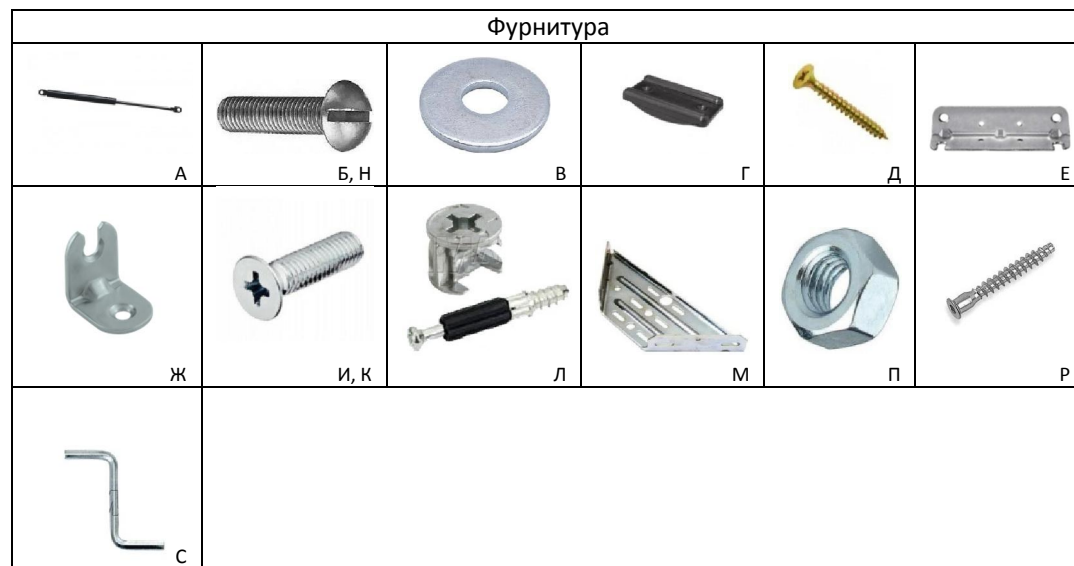 Фурнитура
А
Б, Н
В
Г
Д
Е
Ж
И, К
Л
М
П
Р
С